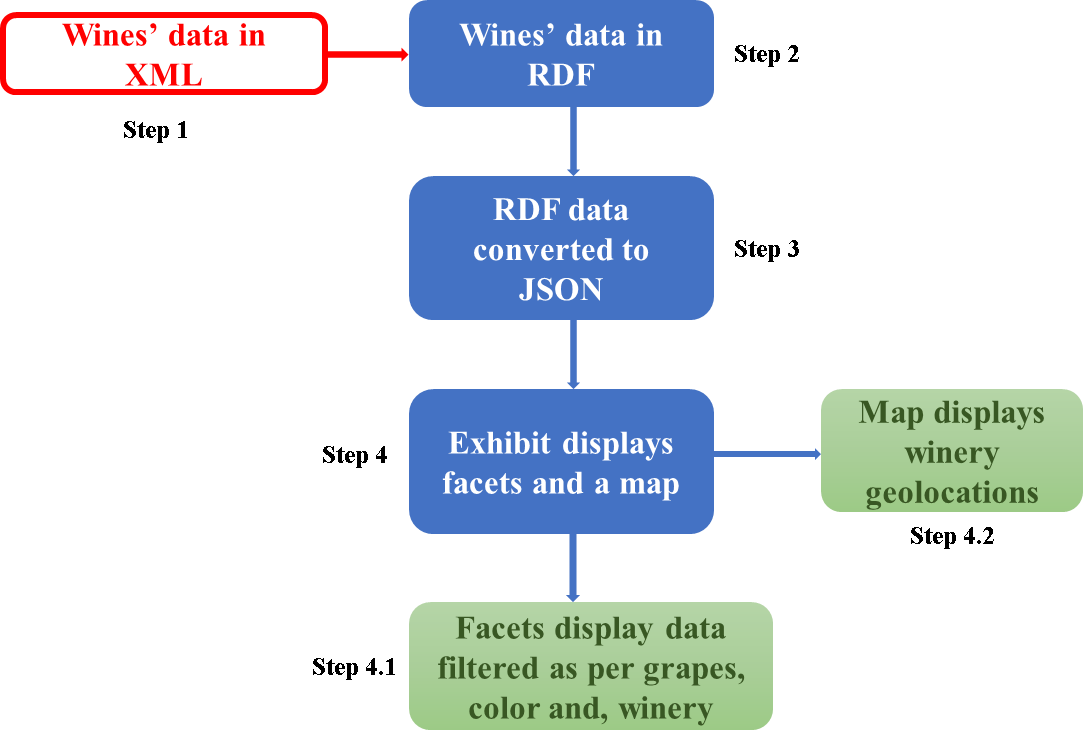 Wines’ data in
XML
Step 1
Wines’ data in
RDF
Step 2
RDF data
converted to
JSON
Step 3
Exhibit displays
facets and a map
Step 4
Map displays
winery
geolocations
Step 4.2
Facets display data
filtered as per grapes,
color and, winery
Step 4.1